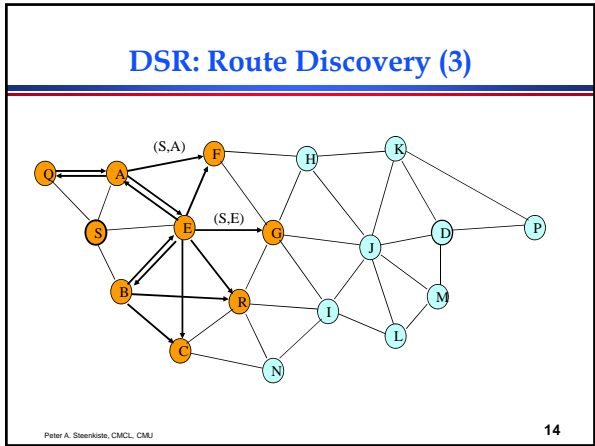 DSR: Route Discovery (3)
(S,A)
F
H
K
Q
A
E
(S,E)
G
S
J
D
P
B
R
I
M
C
L
N
Peter A. Steenkiste, CMCL, CMU
14